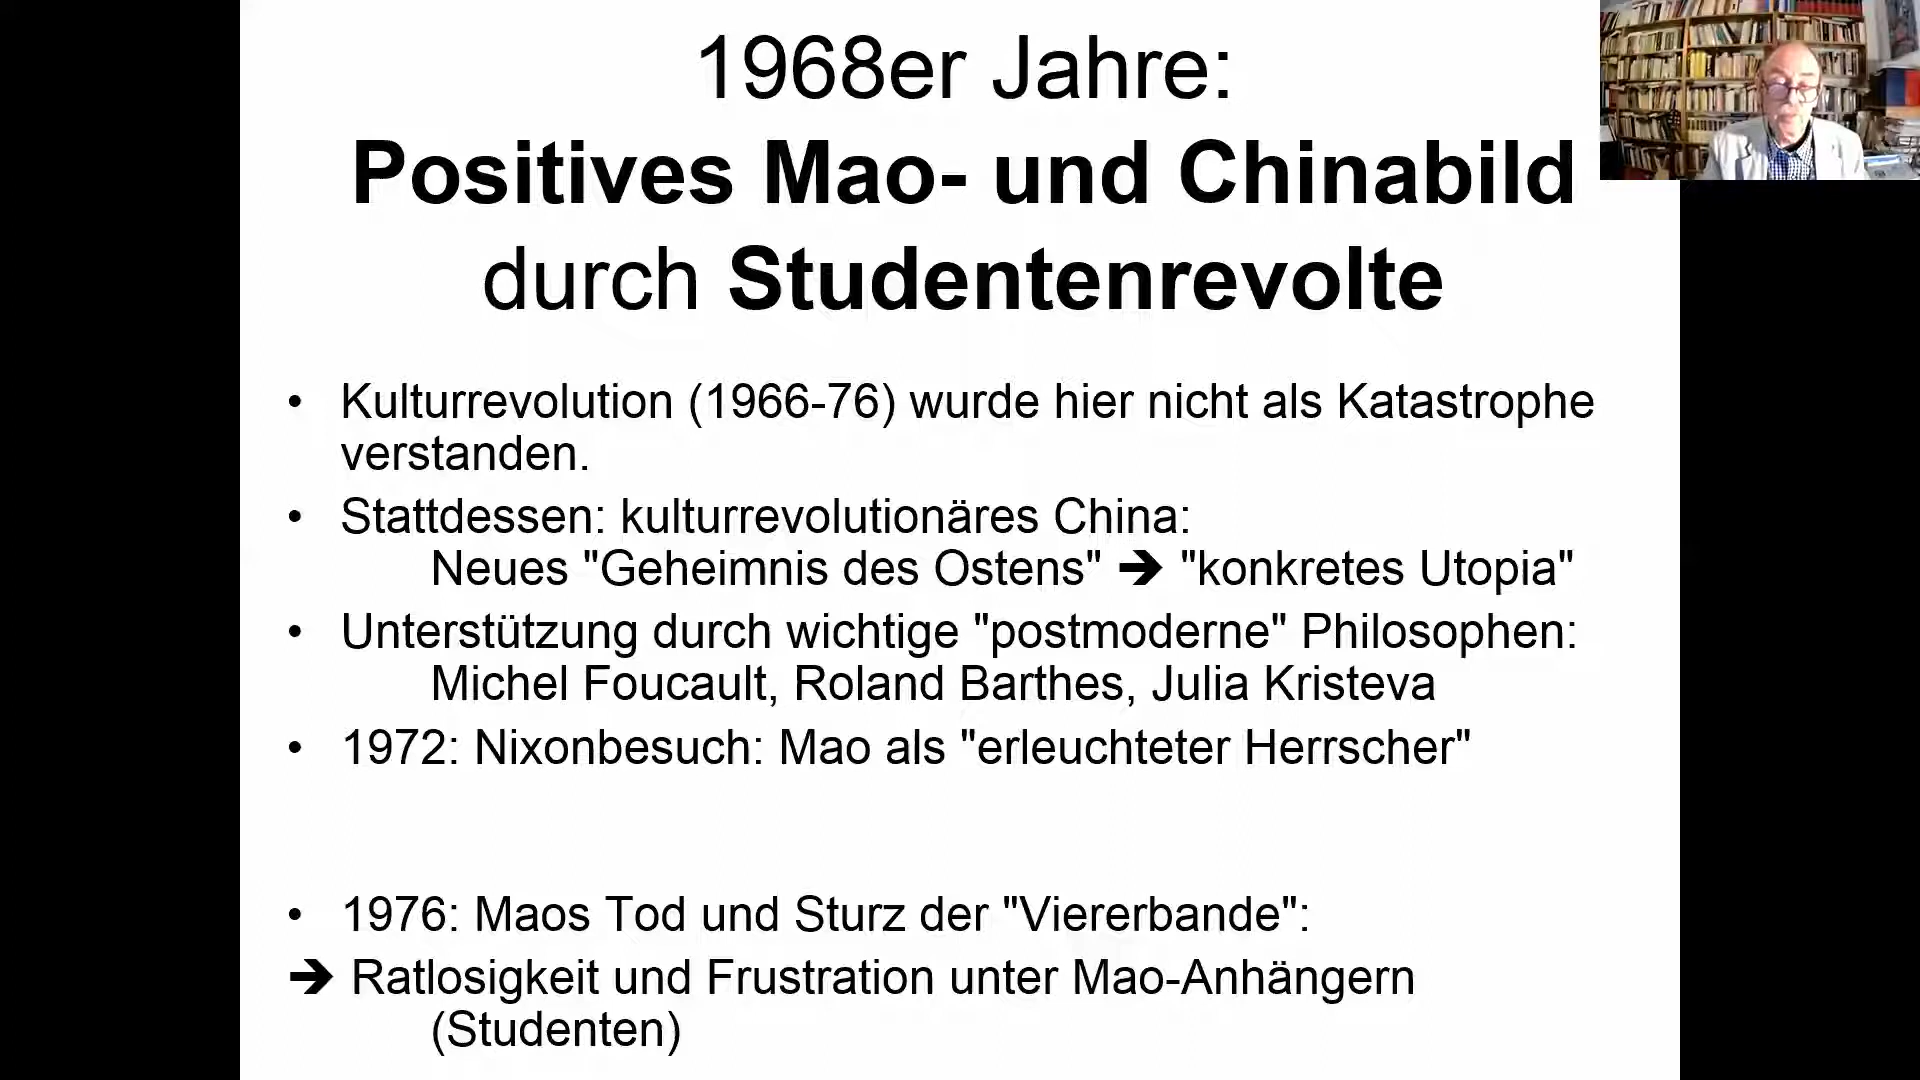 1968er Jahre:
Positives Mao- und Chinabild
durch Studentenrevolte
• Kulturrevolution (1966-76) wurde hier nicht als Katastrophe
verstanden.
• Stattdessen: kulturrevolutionäres China:
Neues "Geheimnis des Ostens" ➔ "konkretes Utopia"
• Unterstützung durch wichtige "postmoderne" Philosophen:
Michel Foucault, Roland Barthes, Julia Kristeva
• 1972: Nixonbesuch: Mao als "erleuchteter Herrscher"
• 1976: Maos Tod und Sturz der "Viererbande":
➔ Ratlosigkeit und Frustration unter Mao-Anhängern
(Studenten)